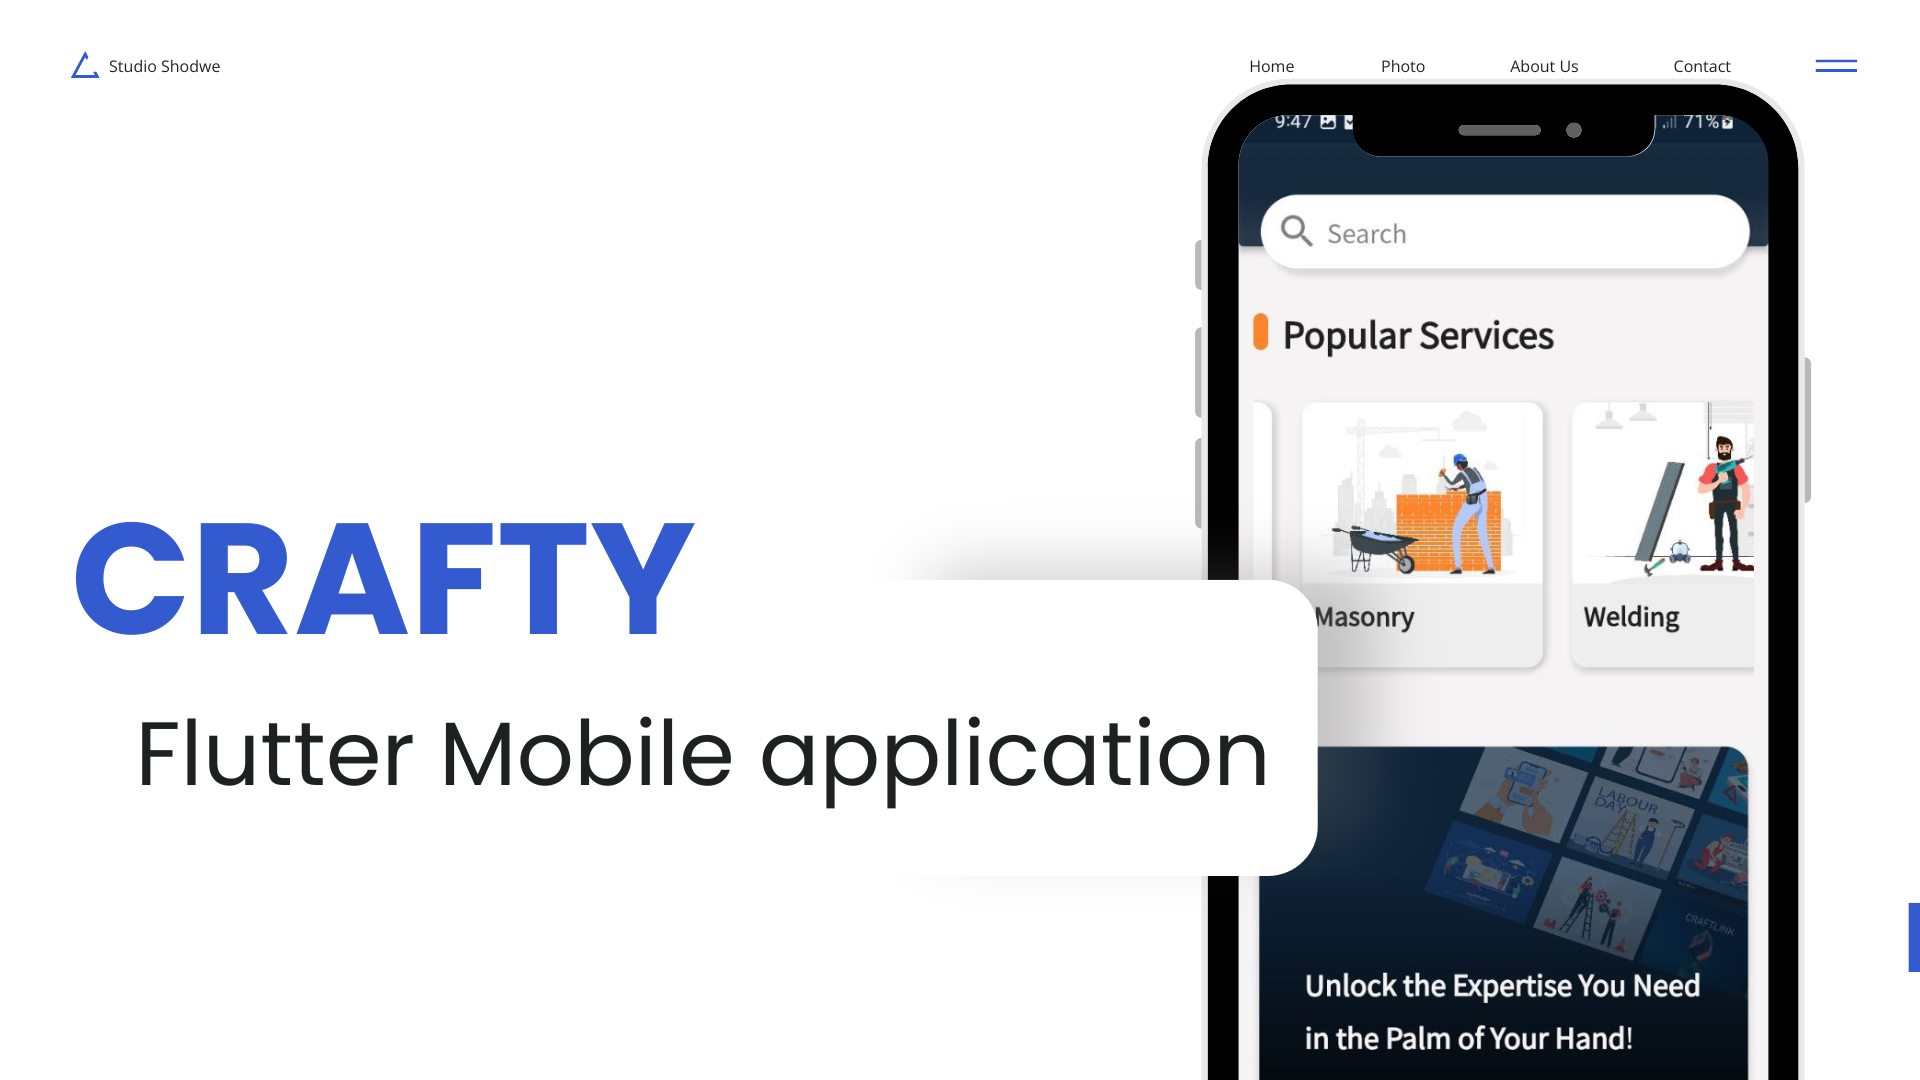 Studio Shodwe
Home Photo About Us Contact
9:47 71%
Search
Popular Services
CRAFTY
Masonry Welding
Flutter Mobile application
LABOUR
DAY
CRAFTLINK
Unlock the Expertise You Need
in the Palm of Your Hand!